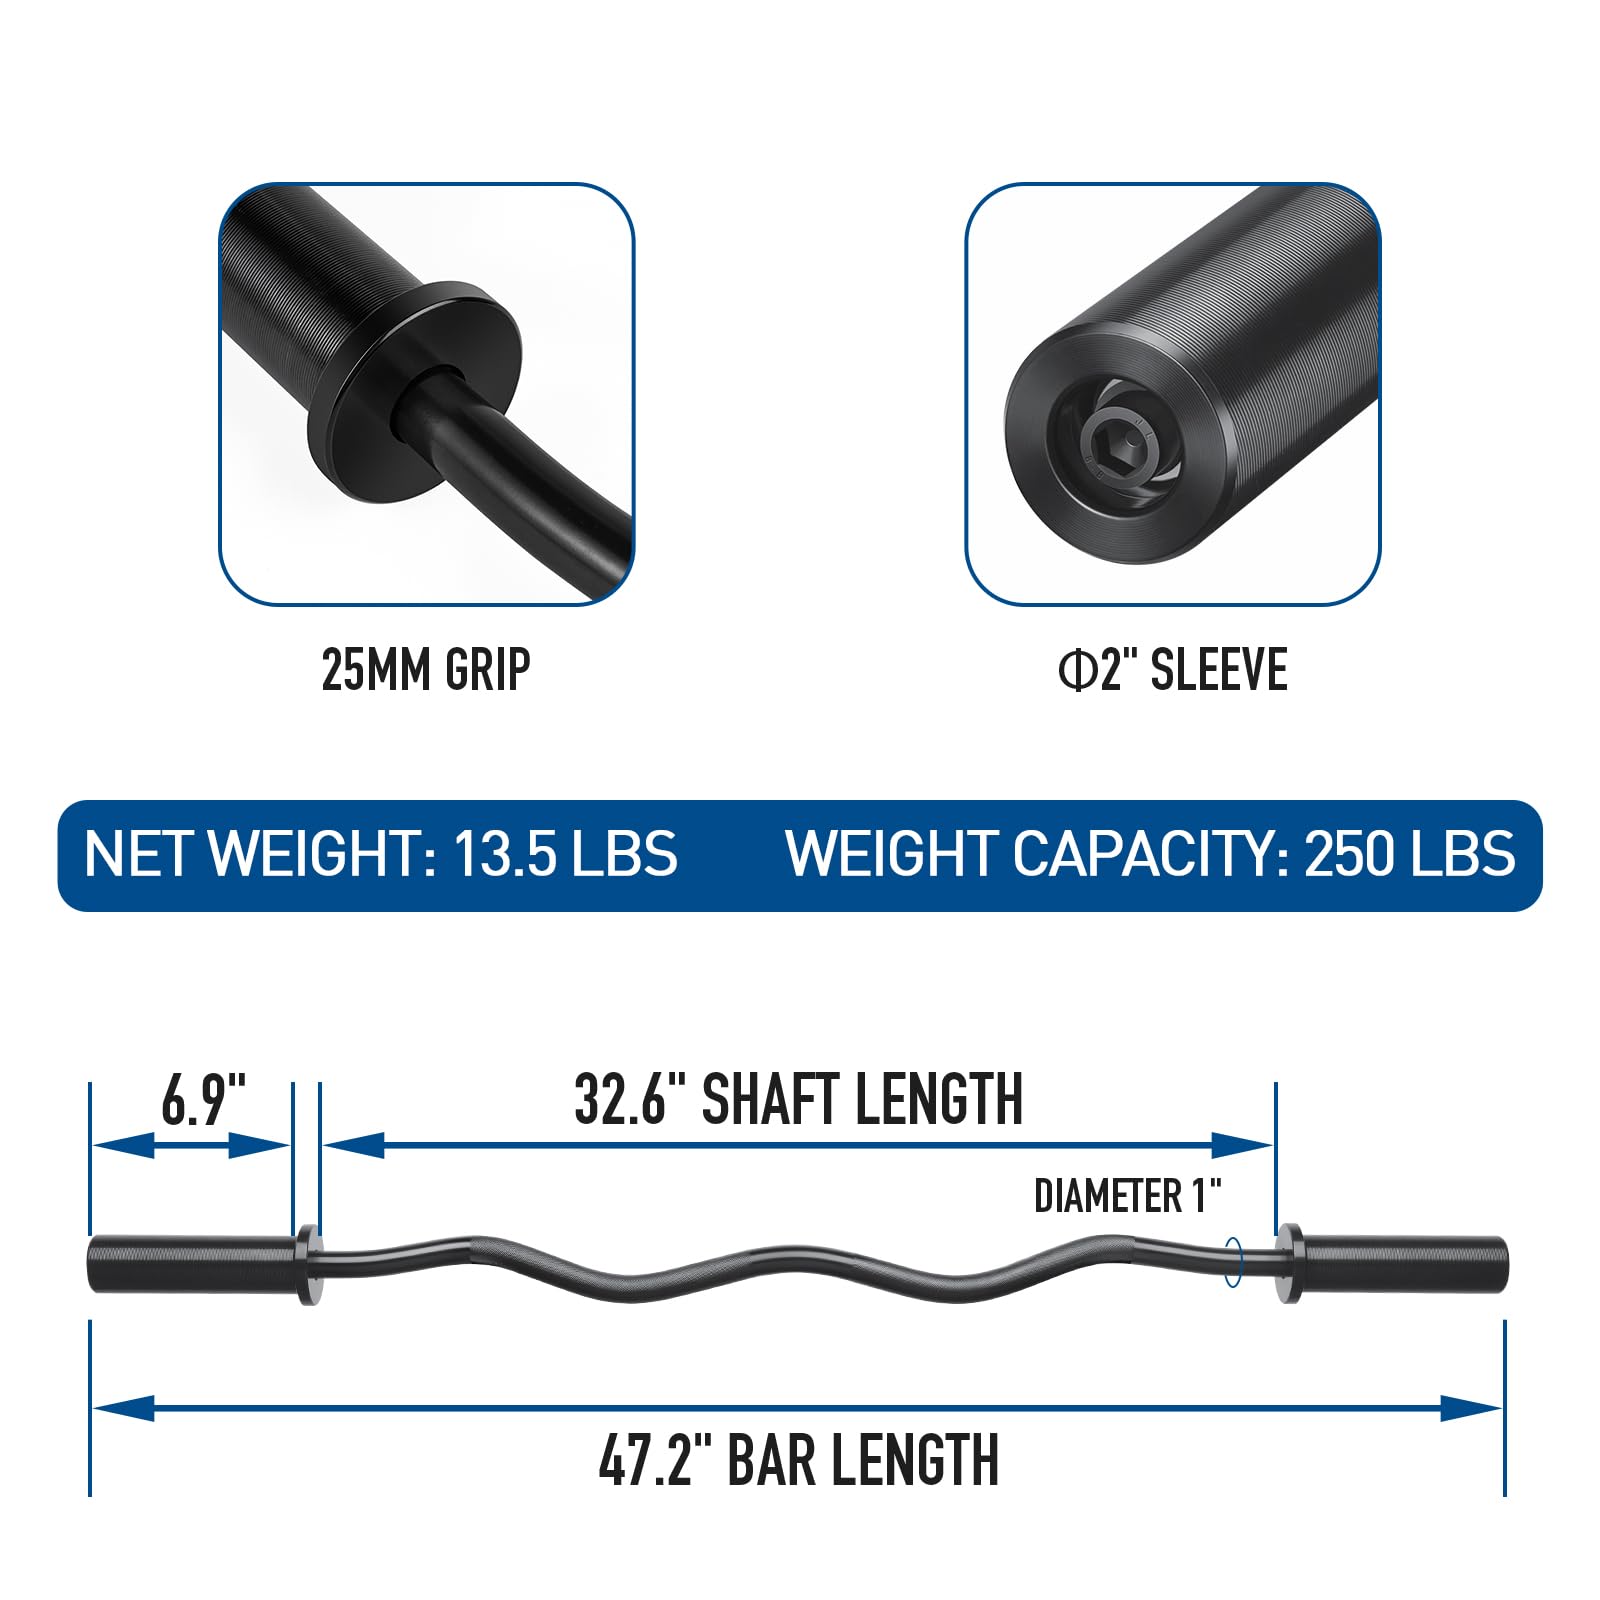 25MM GRIP
Φ2" SLEEVE
NET WEIGHT: 13.5 LBS
WEIGHT CAPACITY: 250 LBS
6.9"
32.6" SHAFT LENGTH
DIAMETER 1"
47.2" BAR LENGTH